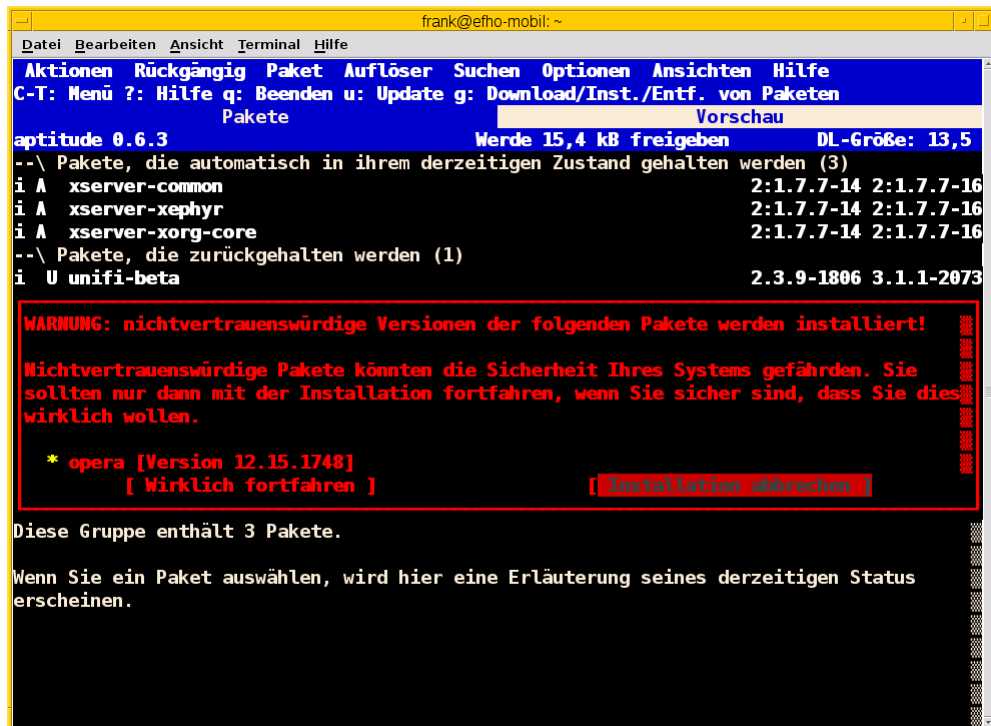 frank@efho-mobil: ~
Datei Bearbeiten Ansicht Terminal Hilfe
Aktionen Rückgängig Paket Auflöser Suchen Optionen Ansichten Hilfe
C-T: Menü ?: Hilfe q: Beenden u: Update g: Download/Inst./Entf. von Paketen
Pakete Vorschau
aptitude 0.6.3 Werde 15,4 kB freigeben DL-Größe: 13,5
--\ Pakete, die automatisch in ihrem derzeitigen Zustand gehalten werden (3)
i A xserver-common 2:1.7.7-14 2:1.7.7-16
i A xserver-xephyr 2:1.7.7-14 2:1.7.7-16
i A xserver-xorg-core 2:1.7.7-14 2:1.7.7-16
--\ Pakete, die zurückgehalten werden (1)
i U unifi-beta 2.3.9-1806 3.1.1-2073
WARNUNG: nichtvertrauenswürdige Versionen der folgenden Pakete werden installiert!
Nichtvertrauenswürdige Pakete könnten die Sicherheit Ihres Systems gefährden. Sie
sollten nur dann mit der Installation fortfahren, wenn Sie sicher sind, dass Sie dies
wirklich wollen.
* opera [Version 12.15.1748]
[ Wirklich fortfahren ] [ Installation abbrechen ]
Diese Gruppe enthält 3 Pakete.
Wenn Sie ein Paket auswählen, wird hier eine Erläuterung seines derzeitigen Status
erscheinen.